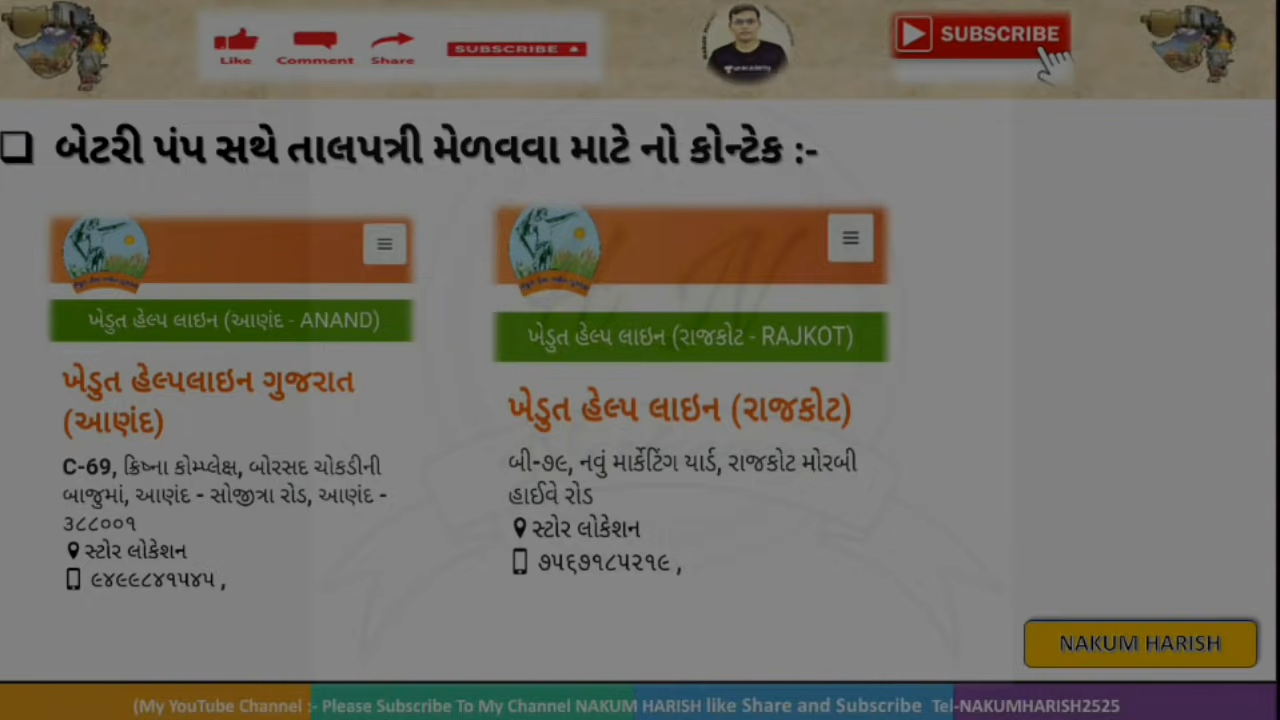 Like Comment Share SUBSCRIBE
SUBSCRIBE
❑ બેટરી પંપ સથે તાલપત્રી મેળવવા માટે નો કોન્ટેક :-
ખેડુત હેલ્પ લાઇન (આણંદ - ANAND)
ખેડુત હેલ્પલાઇન ગુજરાત
(આણંદ)
C-69, ક્રિષ્ના કોમ્પ્લેક્ષ, બોરસદ ચોકડીની
બાજુમાં, આણંદ - સોજીત્રા રોડ, આણંદ -
૩૮૮૦૦૧
સ્ટોર લોકેશન
૯૪૯૯૮૪૧૫૪૫ ,
ખેડુત હેલ્પ લાઇન (રાજકોટ - RAJKOT)
ખેડુત હેલ્પ લાઇન (રાજકોટ)
બી-૭૯, નવું માર્કેટિંગ યાર્ડ, રાજકોટ મોરબી
હાઈવે રોડ
સ્ટોર લોકેશન
૭૫૬૭૧૮૫૨૧૯ ,
NAKUM HARISH
(My YouTube Channel :- Please Subscribe To My Channel NAKUM HARISH like Share and Subscribe Tel-NAKUMHARISH2525